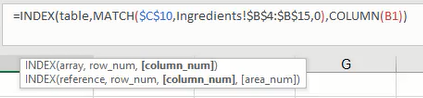 =INDEX(table,MATCH($C$10,Ingredients!$B$4:$B$15,0),COLUMN(B1))
INDEX(array, row_num, [column_num])
INDEX(reference, row_num, [column_num], [area_num])
G